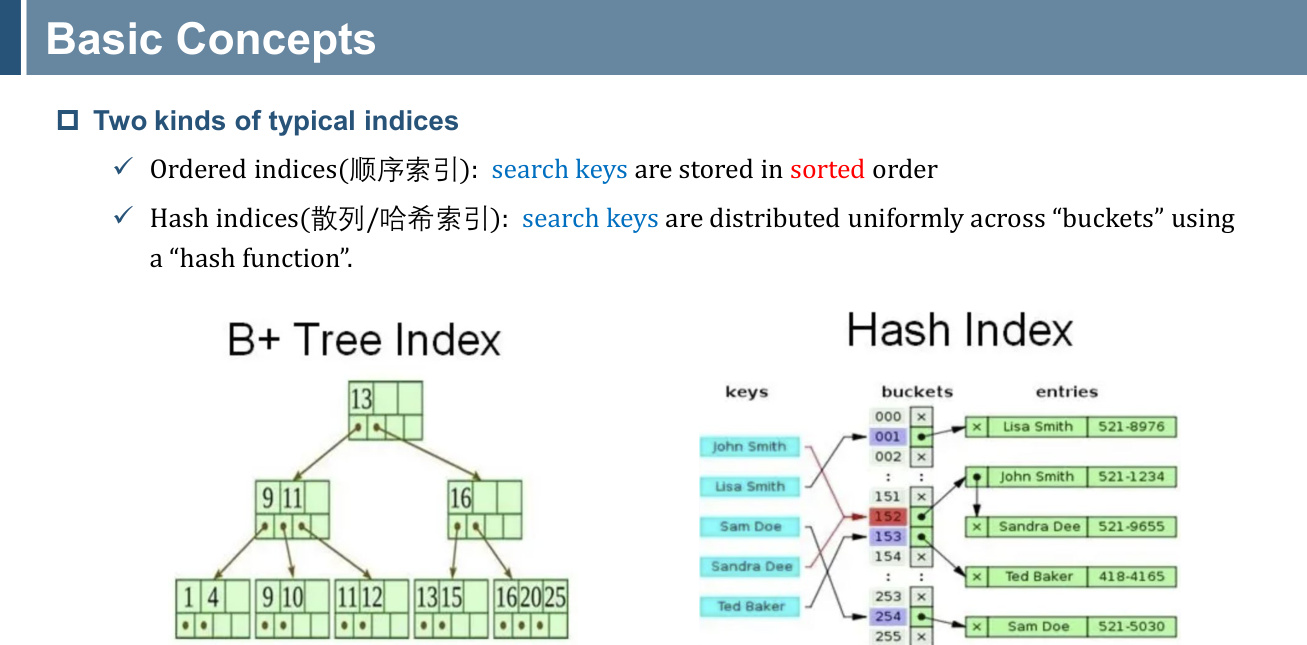 Basic Concepts
Two kinds of typical indices
Ordered indices(顺序索引): search keys are stored in sorted order
Hash indices(散列/哈希索引): search keys are distributed uniformly across “buckets” using
a “hash function”.
B+ Tree Index
13
9 11
16
1 4
9 10
11 12
13 15
16 20 25
Hash Index
keys
buckets
entries
John Smith
Lisa Smith
Sam Doe
Sandra Dee
Ted Baker
000 ×
001
002 ×
: :
151 ×
152
153
154 ×
: :
253 ×
254
255 ×
× Lisa Smith 521-8976
John Smith 521-1234
× Sandra Dee 521-9655
× Ted Baker 418-4165
× Sam Doe 521-5030